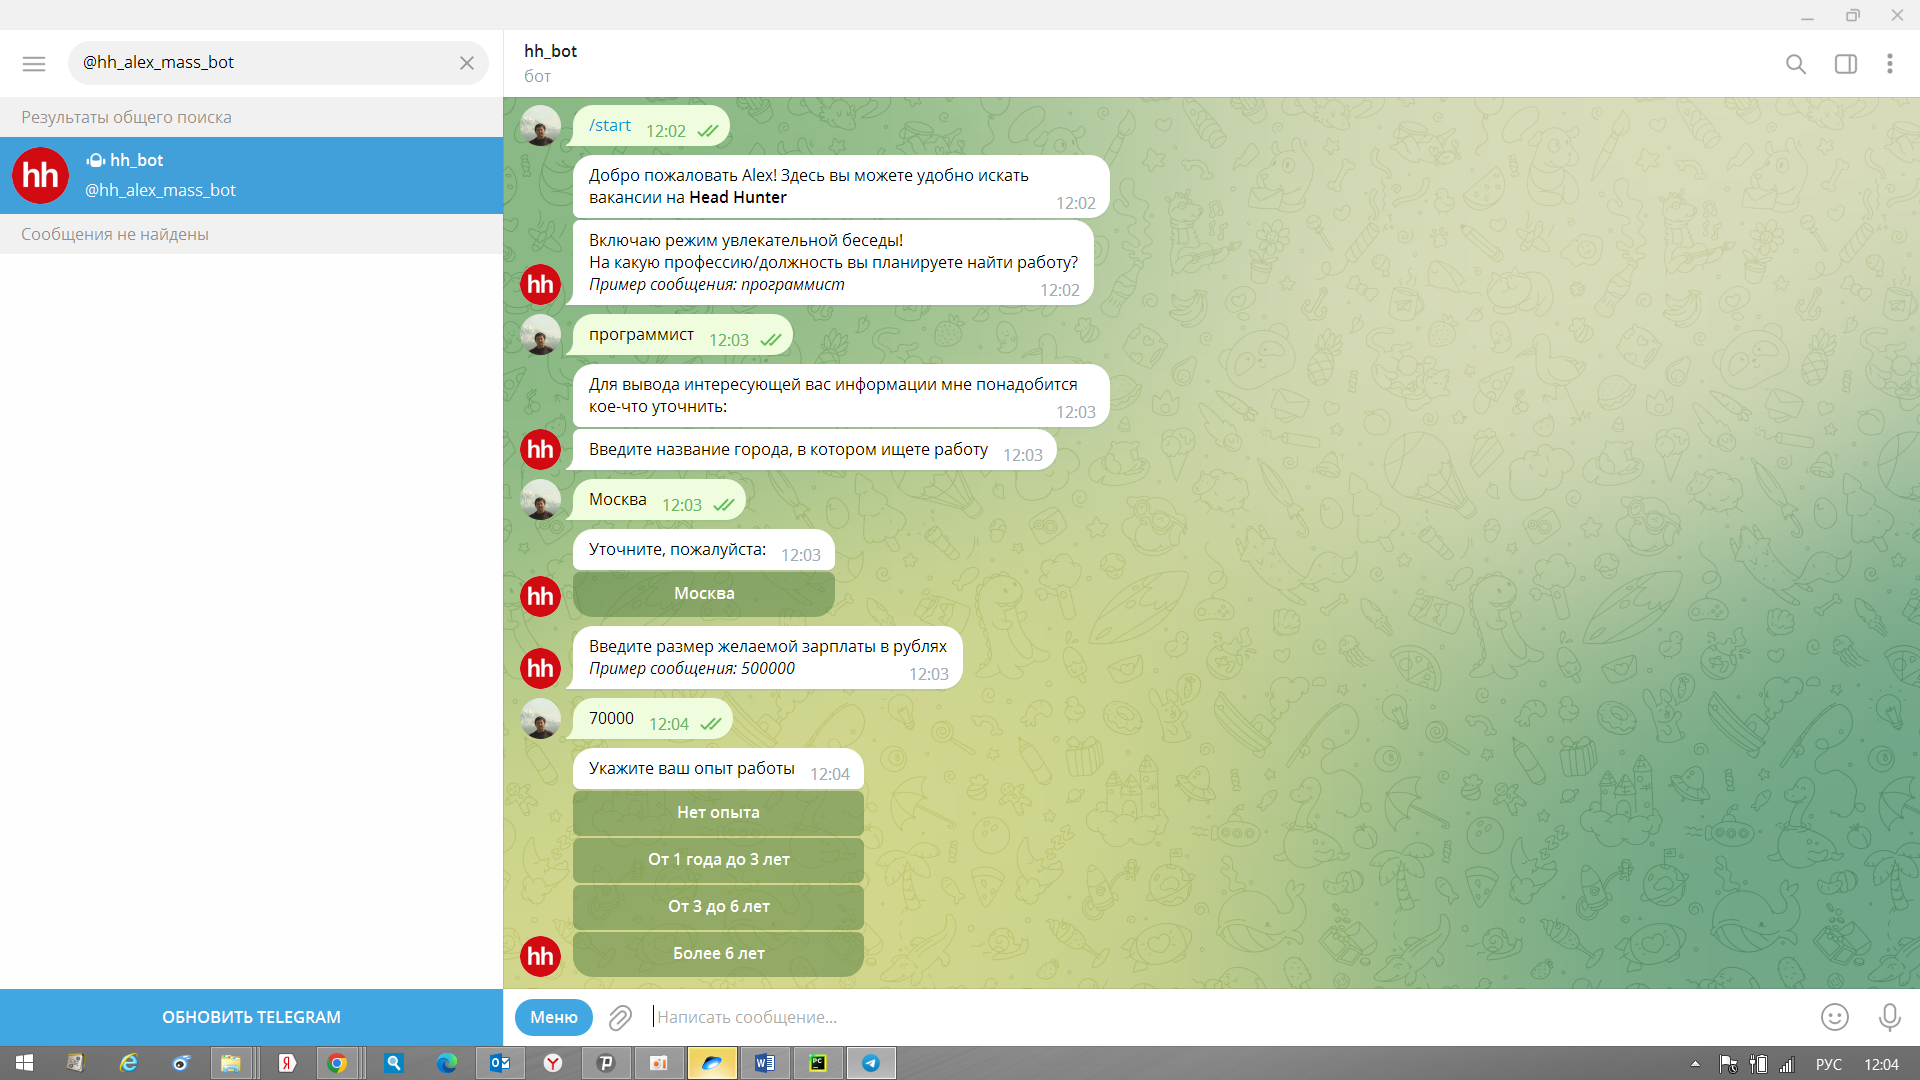 @hh_alex_mass_bot
Результаты общего поиска
hh
hh_bot
@hh_alex_mass_bot
Сообщения не найдены
ОБНОВИТЬ TELEGRAM
hh_bot
бот
/start 12:02
Добро пожаловать Alex! Здесь вы можете удобно искать
вакансии на Head Hunter 12:02
Включаю режим увлекательной беседы!
На какую профессию/должность вы планируете найти работу?
hh Пример сообщения: программист 12:02
программист 12:03
Для вывода интересующей вас информации мне понадобится
кое-что уточнить: 12:03
hh Введите название города, в котором ищете работу 12:03
Москва 12:03
Уточните, пожалуйста: 12:03
hh Москва
Введите размер желаемой зарплаты в рублях
hh Пример сообщения: 500000 12:03
70000 12:04
Укажите ваш опыт работы 12:04
Нет опыта
От 1 года до 3 лет
От 3 до 6 лет
hh Более 6 лет
Меню Написать сообщение...
РУС 12:04